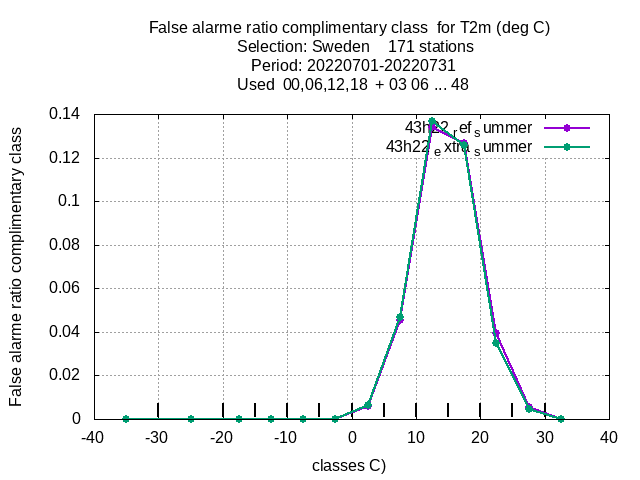 False alarme ratio complimentary class  for T2m (deg C)
Selection: Sweden    171 stations
Period: 20220701-20220731
Used  00,06,12,18  + 03 06 ... 48
False alarme ratio complimentary class
0.14
0.12
0.1
0.08
0.06
0.04
0.02
0
43h22refsummer
43h22extrassummer
-40 -30 -20 -10 0 10 20 30 40
classes C)